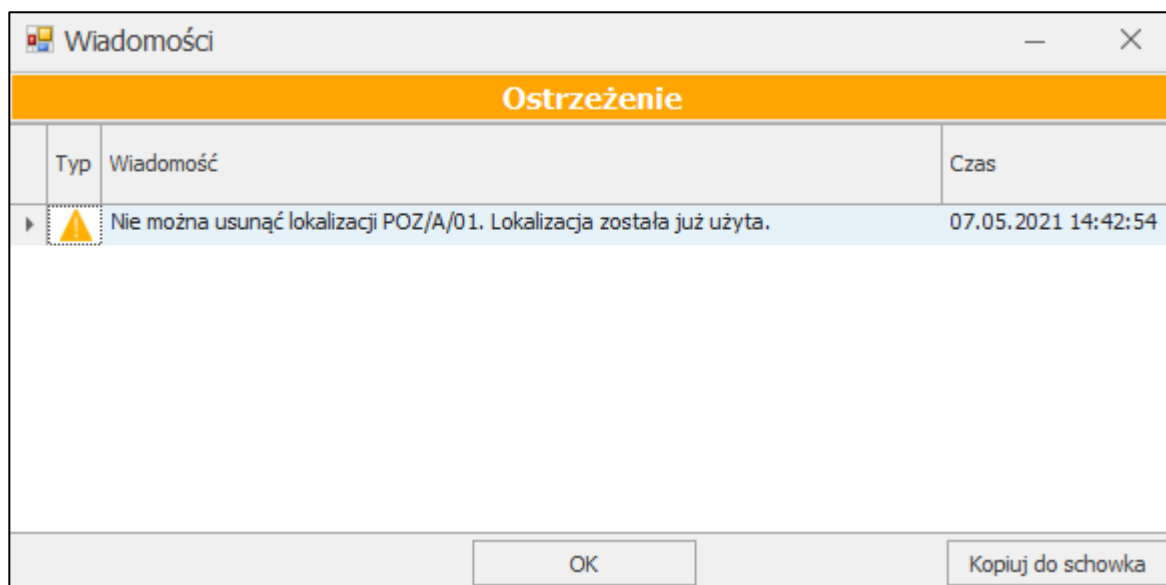 Wiadomości
Ostrzeżenie
Typ Wiadomość Czas
Nie można usunąć lokalizacji POZ/A/01. Lokalizacja została już użyta. 07.05.2021 14:42:54
OK Kopiuj do schowka